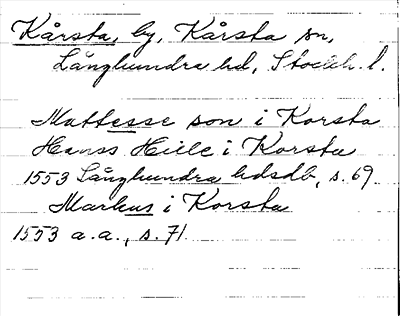 Kårsta, by, Kårsta sn,
Långhundra hd, Stockh. l.
Mattesse son i Korsta
Hanss Hille i Korsta
1553 Långhundra hdsdb, s. 69.
Markus i Korsta
1553 a.a., s. 71